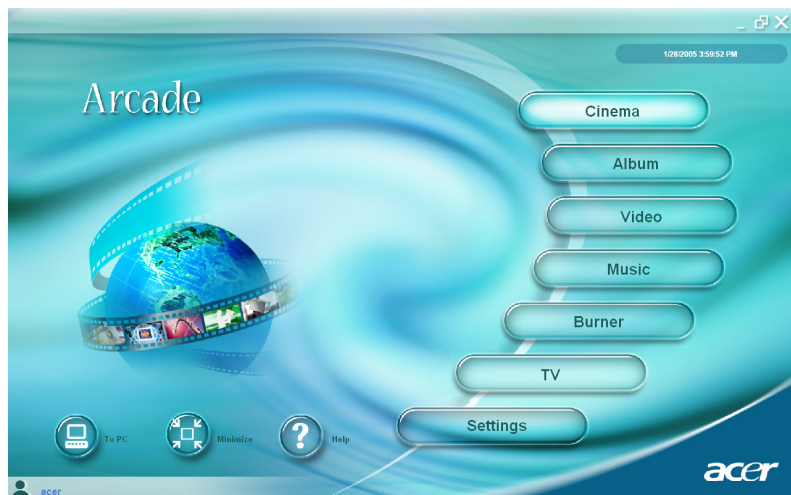 1/28/2005 3:59:52 PM
Arcade
Cinema
Album
Video
Music
Burner
TV
Settings
To PC
Minimize
Help
acer
acer